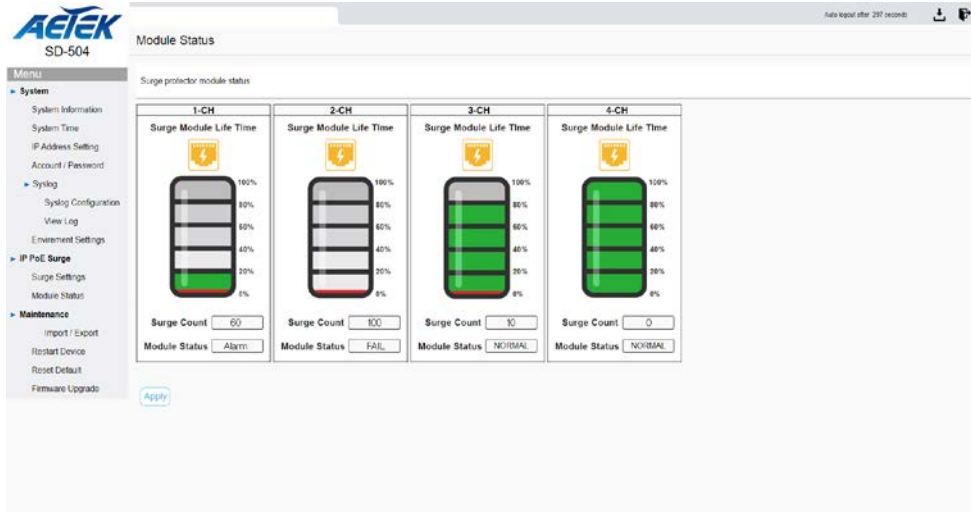 AETEK
SD-504
Auto logout after 297 seconds
Menu
System
System Information
System Time
IP Address Setting
Account / Password
Syslog
Syslog Configuration
View Log
Envirement Settings
IP PoE Surge
Surge Settings
Module Status
Maintenance
Import / Export
Restart Device
Reset Default
Firmware Upgrade
Module Status
Surge protector module status
1-CH
Surge Module Life Time
100%
80%
60%
40%
20%
0%
Surge Count 60
Module Status Alarm
2-CH
Surge Module Life Time
100%
80%
60%
40%
20%
0%
Surge Count 100
Module Status FAIL
3-CH
Surge Module Life Time
100%
80%
60%
40%
20%
0%
Surge Count 10
Module Status NORMAL
4-CH
Surge Module Life Time
100%
80%
60%
40%
20%
0%
Surge Count 0
Module Status NORMAL
Apply